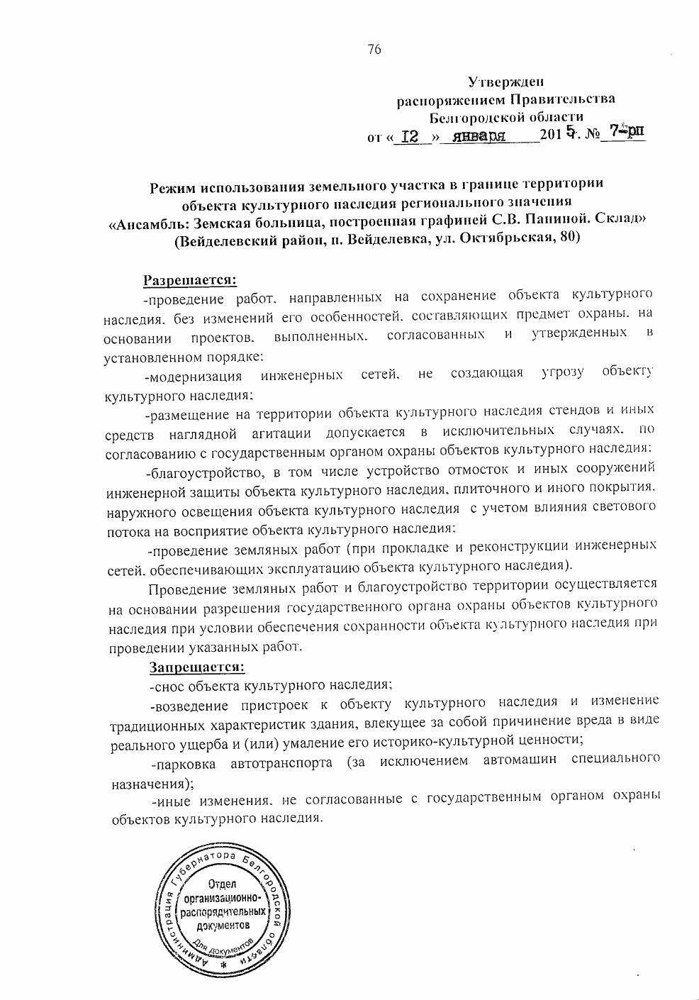 76
Утвержден
распоряжением Правительства
Белгородской области
от « 12 » января 2015. № 7-рп
Режим использования земельного участка в границе территории
объекта культурного наследия регионального значения
«Ансамбль: Земская больница, построенная графиней С.В. Паниной. Склад»
(Вейделевский район, п. Вейделевка, ул. Октябрьская, 80)
Разрешается:
-проведение работ, направленных на сохранение объекта культурного
наследия, без изменений его особенностей, составляющих предмет охраны, на
основании проектов, выполненных, согласованных и утвержденных в
установленном порядке;
-модернизация инженерных сетей, не создающая угрозу объекту
культурного наследия;
-размещение на территории объекта культурного наследия стендов и иных
средств наглядной агитации допускается в исключительных случаях, по
согласованию с государственным органом охраны объектов культурного наследия;
-благоустройство, в том числе устройство отмосток и иных сооружений
инженерной защиты объекта культурного наследия, плиточного и иного покрытия,
наружного освещения объекта культурного наследия с учетом влияния светового
потока на восприятие объекта культурного наследия;
-проведение земляных работ (при прокладке и реконструкции инженерных
сетей, обеспечивающих эксплуатацию объекта культурного наследия).
Проведение земляных работ и благоустройство территории осуществляется
на основании разрешения государственного органа охраны объектов культурного
наследия при условии обеспечения сохранности объекта культурного наследия при
проведении указанных работ.
Запрещается:
-снос объекта культурного наследия;
-возведение пристроек к объекту культурного наследия и изменение
традиционных характеристик здания, влекущее за собой причинение вреда в виде
реального ущерба и (или) умаление его историко-культурной ценности;
-парковка автотранспорта (за исключением автомашин специального
назначения);
-иные изменения, не согласованные с государственным органом охраны
объектов культурного наследия.
Администрация Губернатора Белгородской области
Отдел
организационно-
распорядительных
документов
Для документов